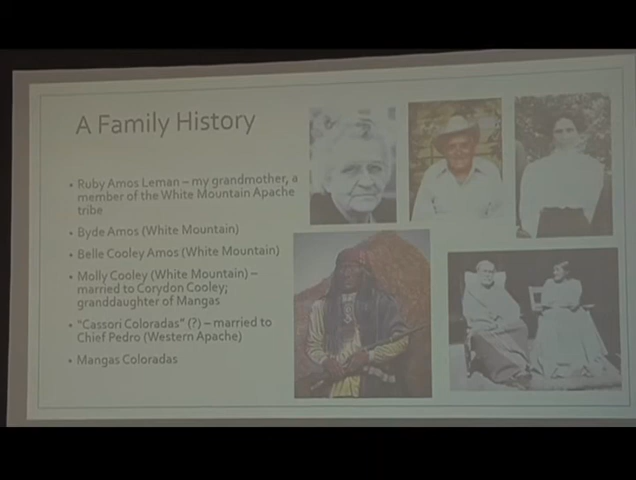 A Family History
• Ruby Amos Leman – my grandmother, a
member of the White Mountain Apache
tribe
• Byde Amos (White Mountain)
• Belle Cooley Amos (White Mountain)
• Molly Cooley (White Mountain) –
married to Corydon Cooley;
granddaughter of Mangas
• "Cassori Coloradas" (?) – married to
Chief Pedro (Western Apache)
• Mangas Coloradas